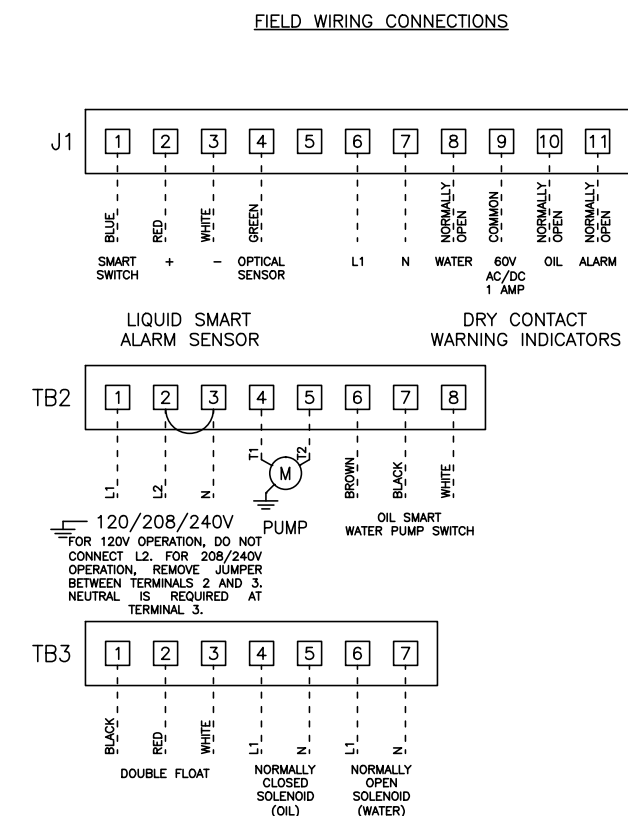 FIELD WIRING CONNECTIONS
J1 1 2 3 4 5 6 7 8 9 10 11
BLUE RED WHITE GREEN NORMALLY OPEN COMMON NORMALLY OPEN NORMALLY OPEN
SMART SWITCH + - OPTICAL SENSOR L1 N WATER 60V AC/DC 1 AMP OIL ALARM
LIQUID SMART
ALARM SENSOR
DRY CONTACT
WARNING INDICATORS
TB2 1 2 3 4 5 6 7 8
L1 L2 N T1 T2 BROWN BLACK WHITE
M
120/208/240V
PUMP
OIL SMART
WATER PUMP SWITCH
FOR 120V OPERATION, DO NOT
CONNECT L2. FOR 208/240V
OPERATION, REMOVE JUMPER
BETWEEN TERMINALS 2 AND 3.
NEUTRAL IS REQUIRED AT
TERMINAL 3.
TB3 1 2 3 4 5 6 7
BLACK RED WHITE L1 N L1 N
DOUBLE FLOAT
NORMALLY
CLOSED
SOLENOID
(OIL)
NORMALLY
OPEN
SOLENOID
(WATER)